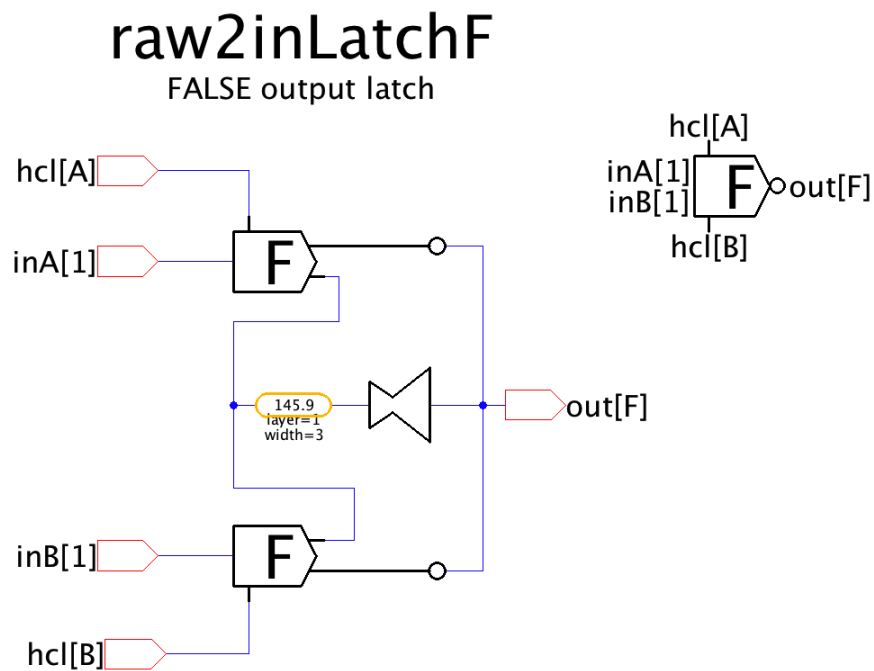 raw2inLatchF
FALSE output latch
hcl[A]
inA[1]
F
145.9
layer=1
width=3
out[F]
inB[1]
F
hcl[B]
hcl[A]
inA[1]
inB[1]
F
out[F]
hcl[B]